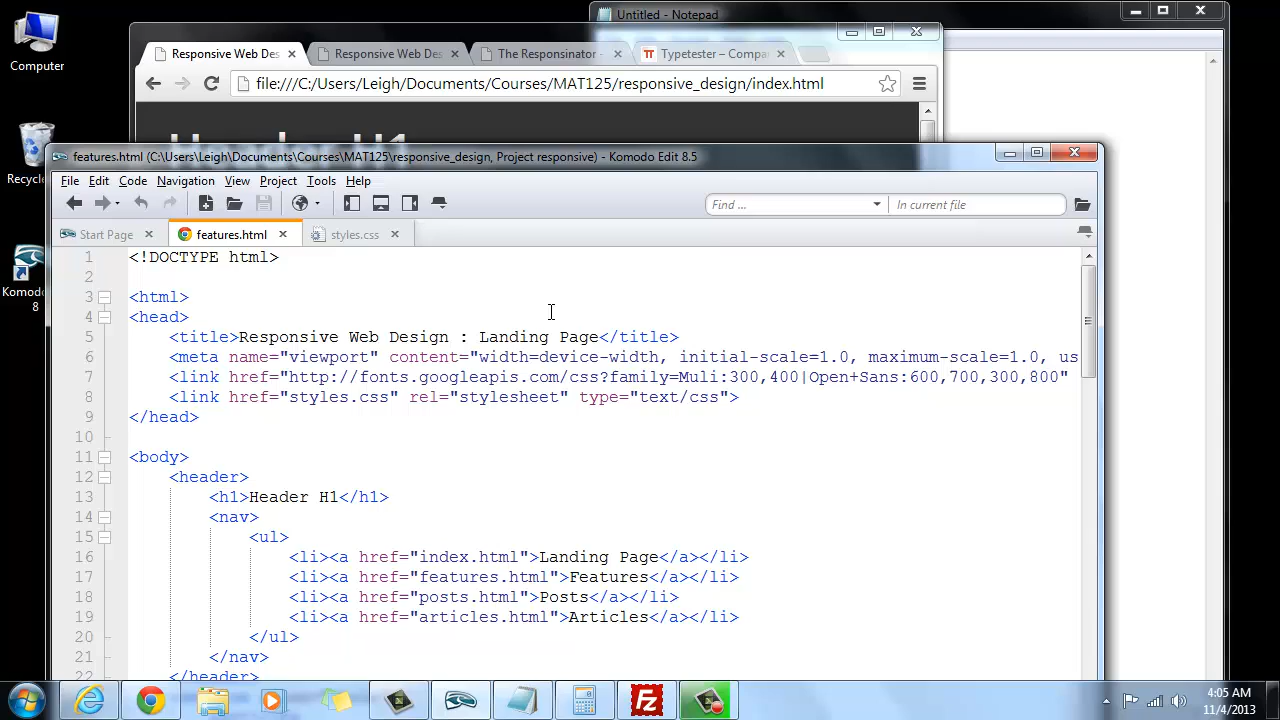 Untitled - Notepad
Computer
Responsive Web Des
Responsive Web Des
The Responsinator -
Typetester – Compa
file:///C:/Users/Leigh/Documents/Courses/MAT125/responsive_design/index.html
Header H1
features.html (C:\Users\Leigh\Documents\Courses\MAT125\responsive_design, Project responsive) - Komodo Edit 8.5
Recycle
File Edit Code Navigation View Project Tools Help
Find ...
In current file
Start Page
features.html
styles.css
Komodo
8
1 <!DOCTYPE html>
2
3 <html>
4 <head>
5 <title>Responsive Web Design : Landing Page</title>
6 <meta name="viewport" content="width=device-width, initial-scale=1.0, maximum-scale=1.0, us
7 <link href="http://fonts.googleapis.com/css?family=Muli:300,400|Open+Sans:600,700,300,800"
8 <link href="styles.css" rel="stylesheet" type="text/css">
9 </head>
10
11 <body>
12 <header>
13 <h1>Header H1</h1>
14 <nav>
15 <ul>
16 <li><a href="index.html">Landing Page</a></li>
17 <li><a href="features.html">Features</a></li>
18 <li><a href="posts.html">Posts</a></li>
19 <li><a href="articles.html">Articles</a></li>
20 </ul>
21 </nav>
22 </header>
4:05 AM
11/4/2013